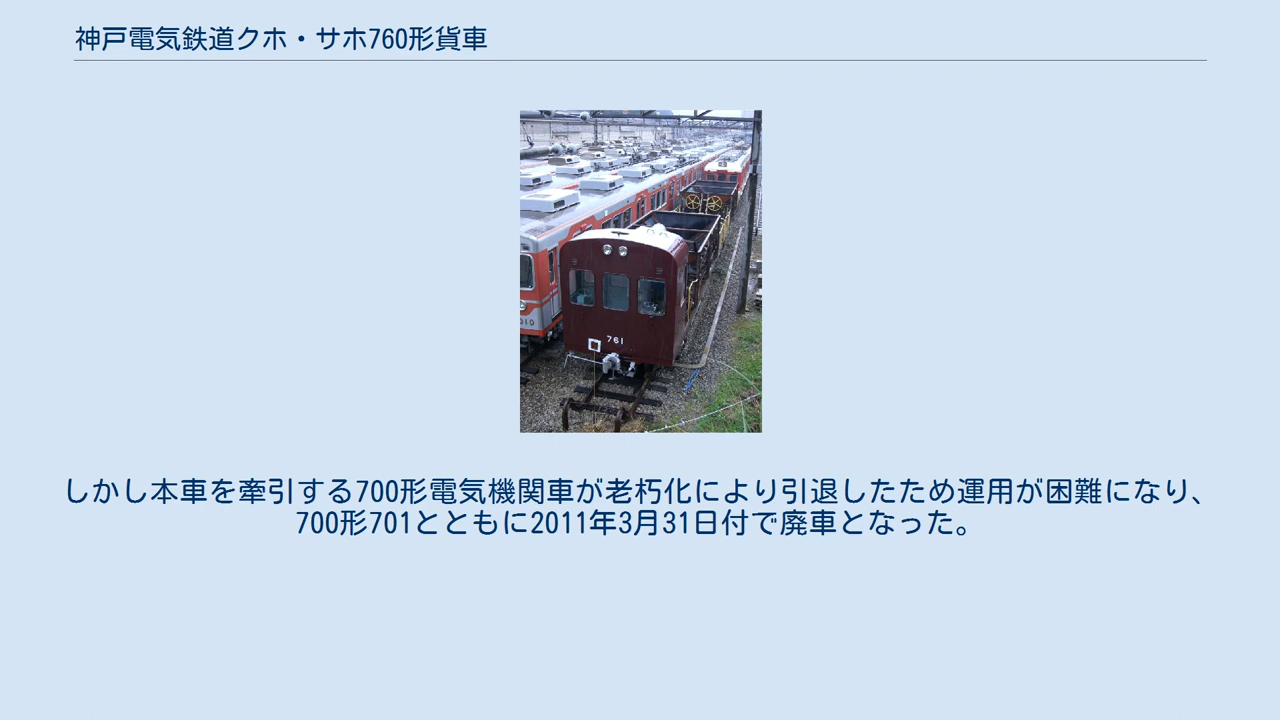 神戸電気鉄道クホ・サホ760形貨車
761
しかし本車を牽引する700形電気機関車が老朽化により引退したため運用が困難になり、
700形701とともに2011年3月31日付で廃車となった。